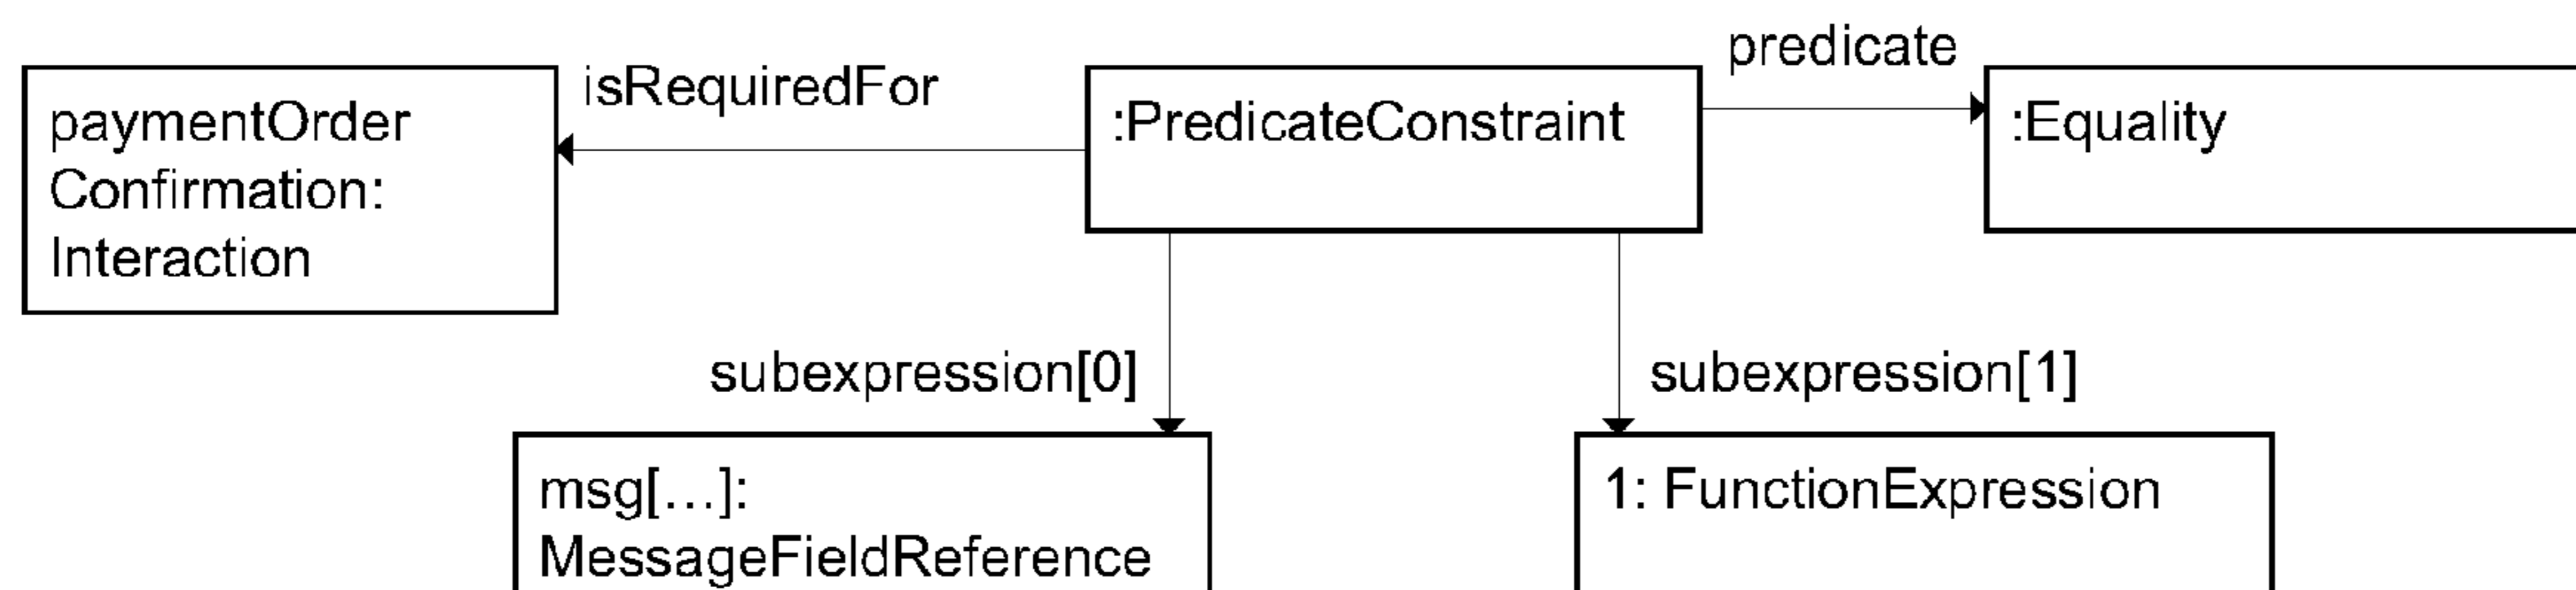 predicate
isRequiredFor
paymentOrder
Confirmation:
Interaction
:PredicateConstraint
:Equality
subexpression[0]
subexpression[1]
msg[...]:
MessageFieldReference
1: FunctionExpression